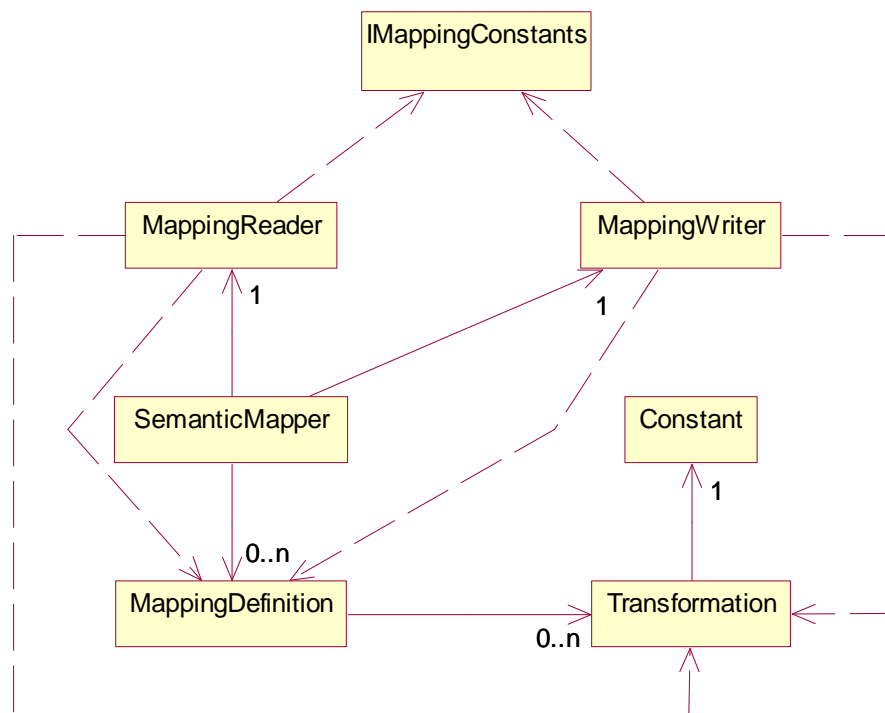 IMappingConstants
MappingReader
MappingWriter
1
1
SemanticMapper
Constant
1
0..n
MappingDefinition
Transformation
0..n